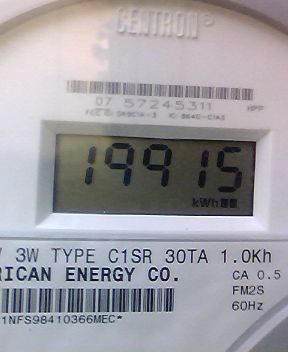 CENTRON®
07 57245311 HPP
19915
kWh
3W TYPE C1SR 30TA 1.0Kh
RICAN ENERGY CO. CA 0.5
FM2S
60Hz
1NFS98410366MEC*